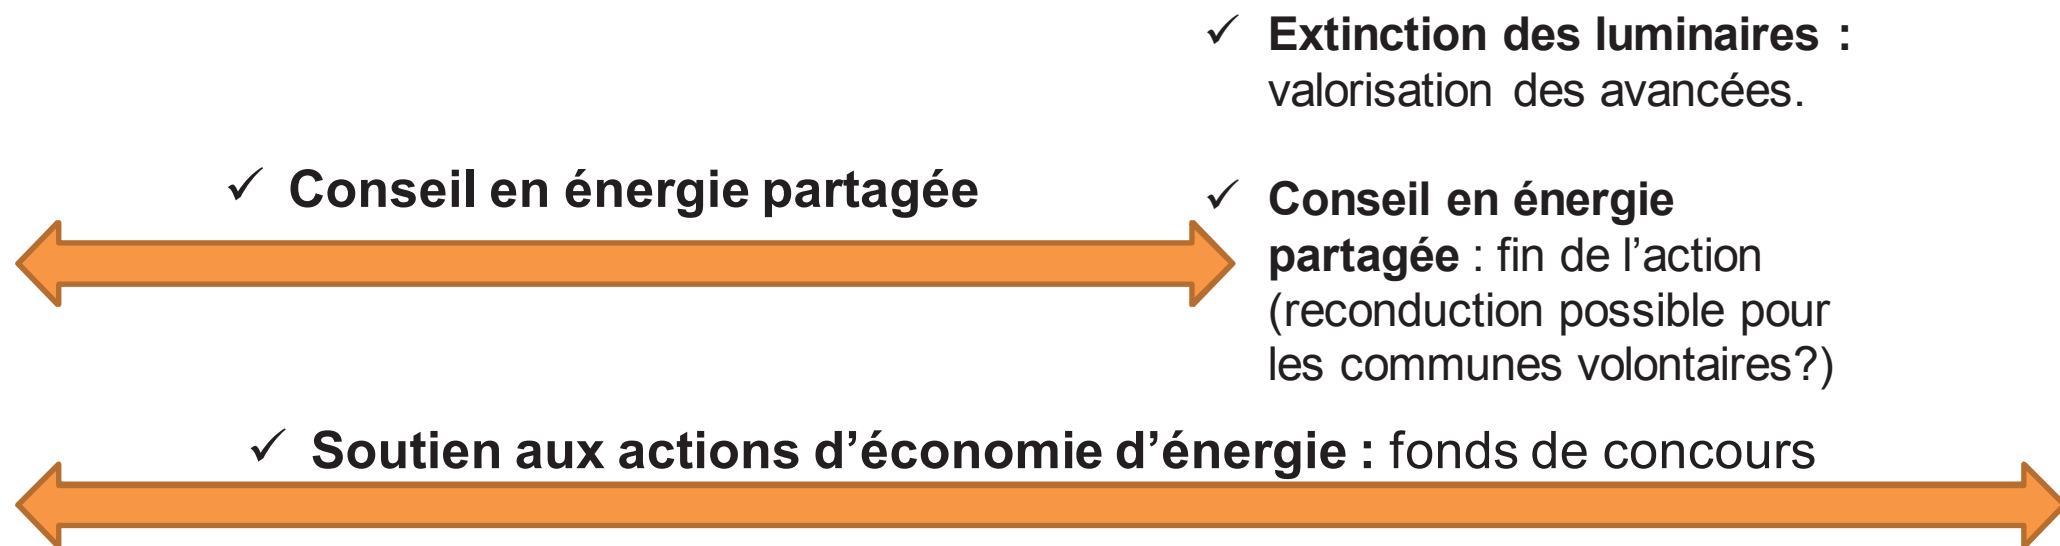 ✓ Extinction des luminaires :
valorisation des avancées.
✓ Conseil en énergie partagée
✓ Conseil en énergie
partagée : fin de l’action
(reconduction possible pour
les communes volontaires?)
✓ Soutien aux actions d’économie d’énergie : fonds de concours